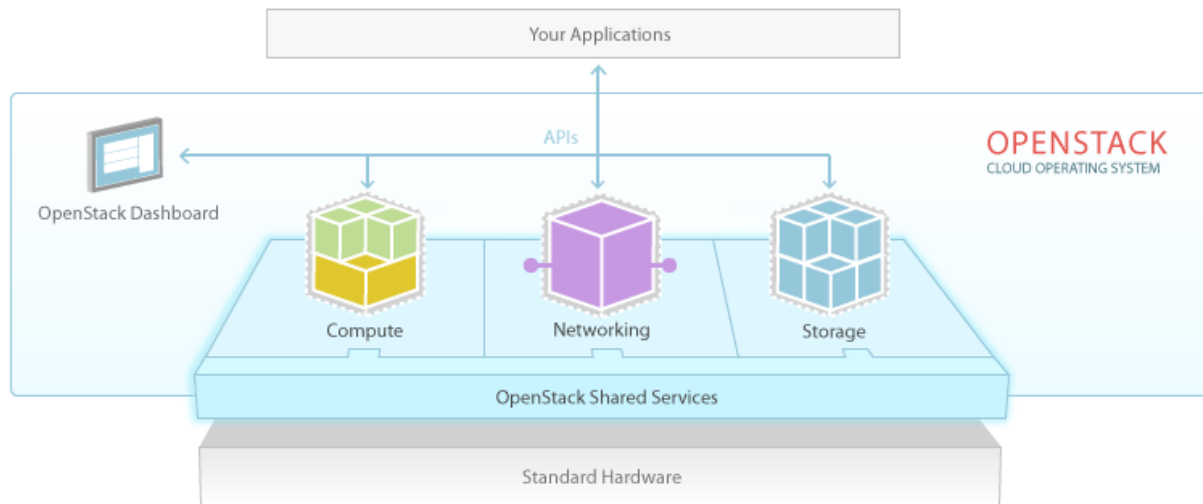 Your Applications
APIs
OPENSTACK
CLOUD OPERATING SYSTEM
OpenStack Dashboard
Compute
Networking
Storage
OpenStack Shared Services
Standard Hardware